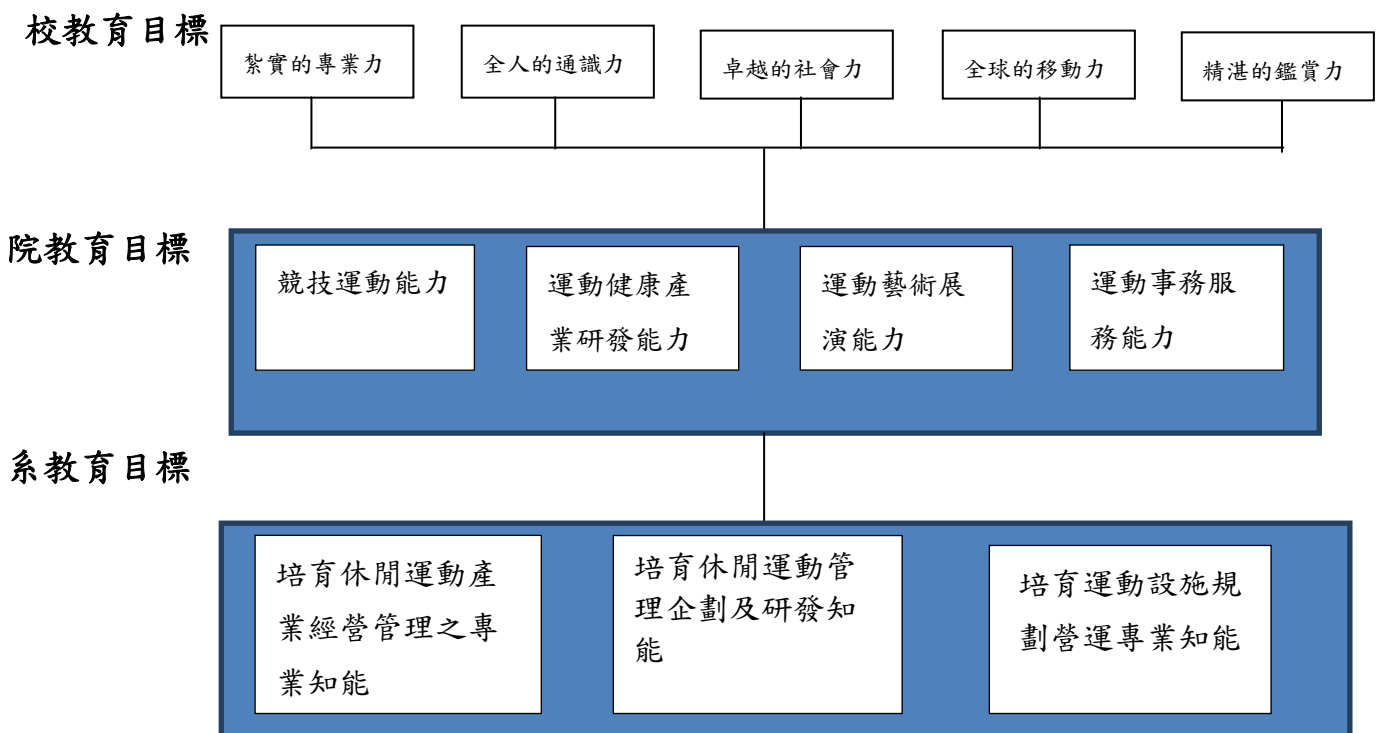 校教育目標
紮實的專業力
全人的通識力
卓越的社會力
全球的移動力
精湛的鑑賞力
院教育目標
競技運動能力
運動健康產
業研發能力
運動藝術展
演能力
運動事務服
務能力
系教育目標
培育休閒運動產
業經營管理之專
業知能
培育休閒運動管
理企劃及研發知
能
培育運動設施規
劃營運專業知能